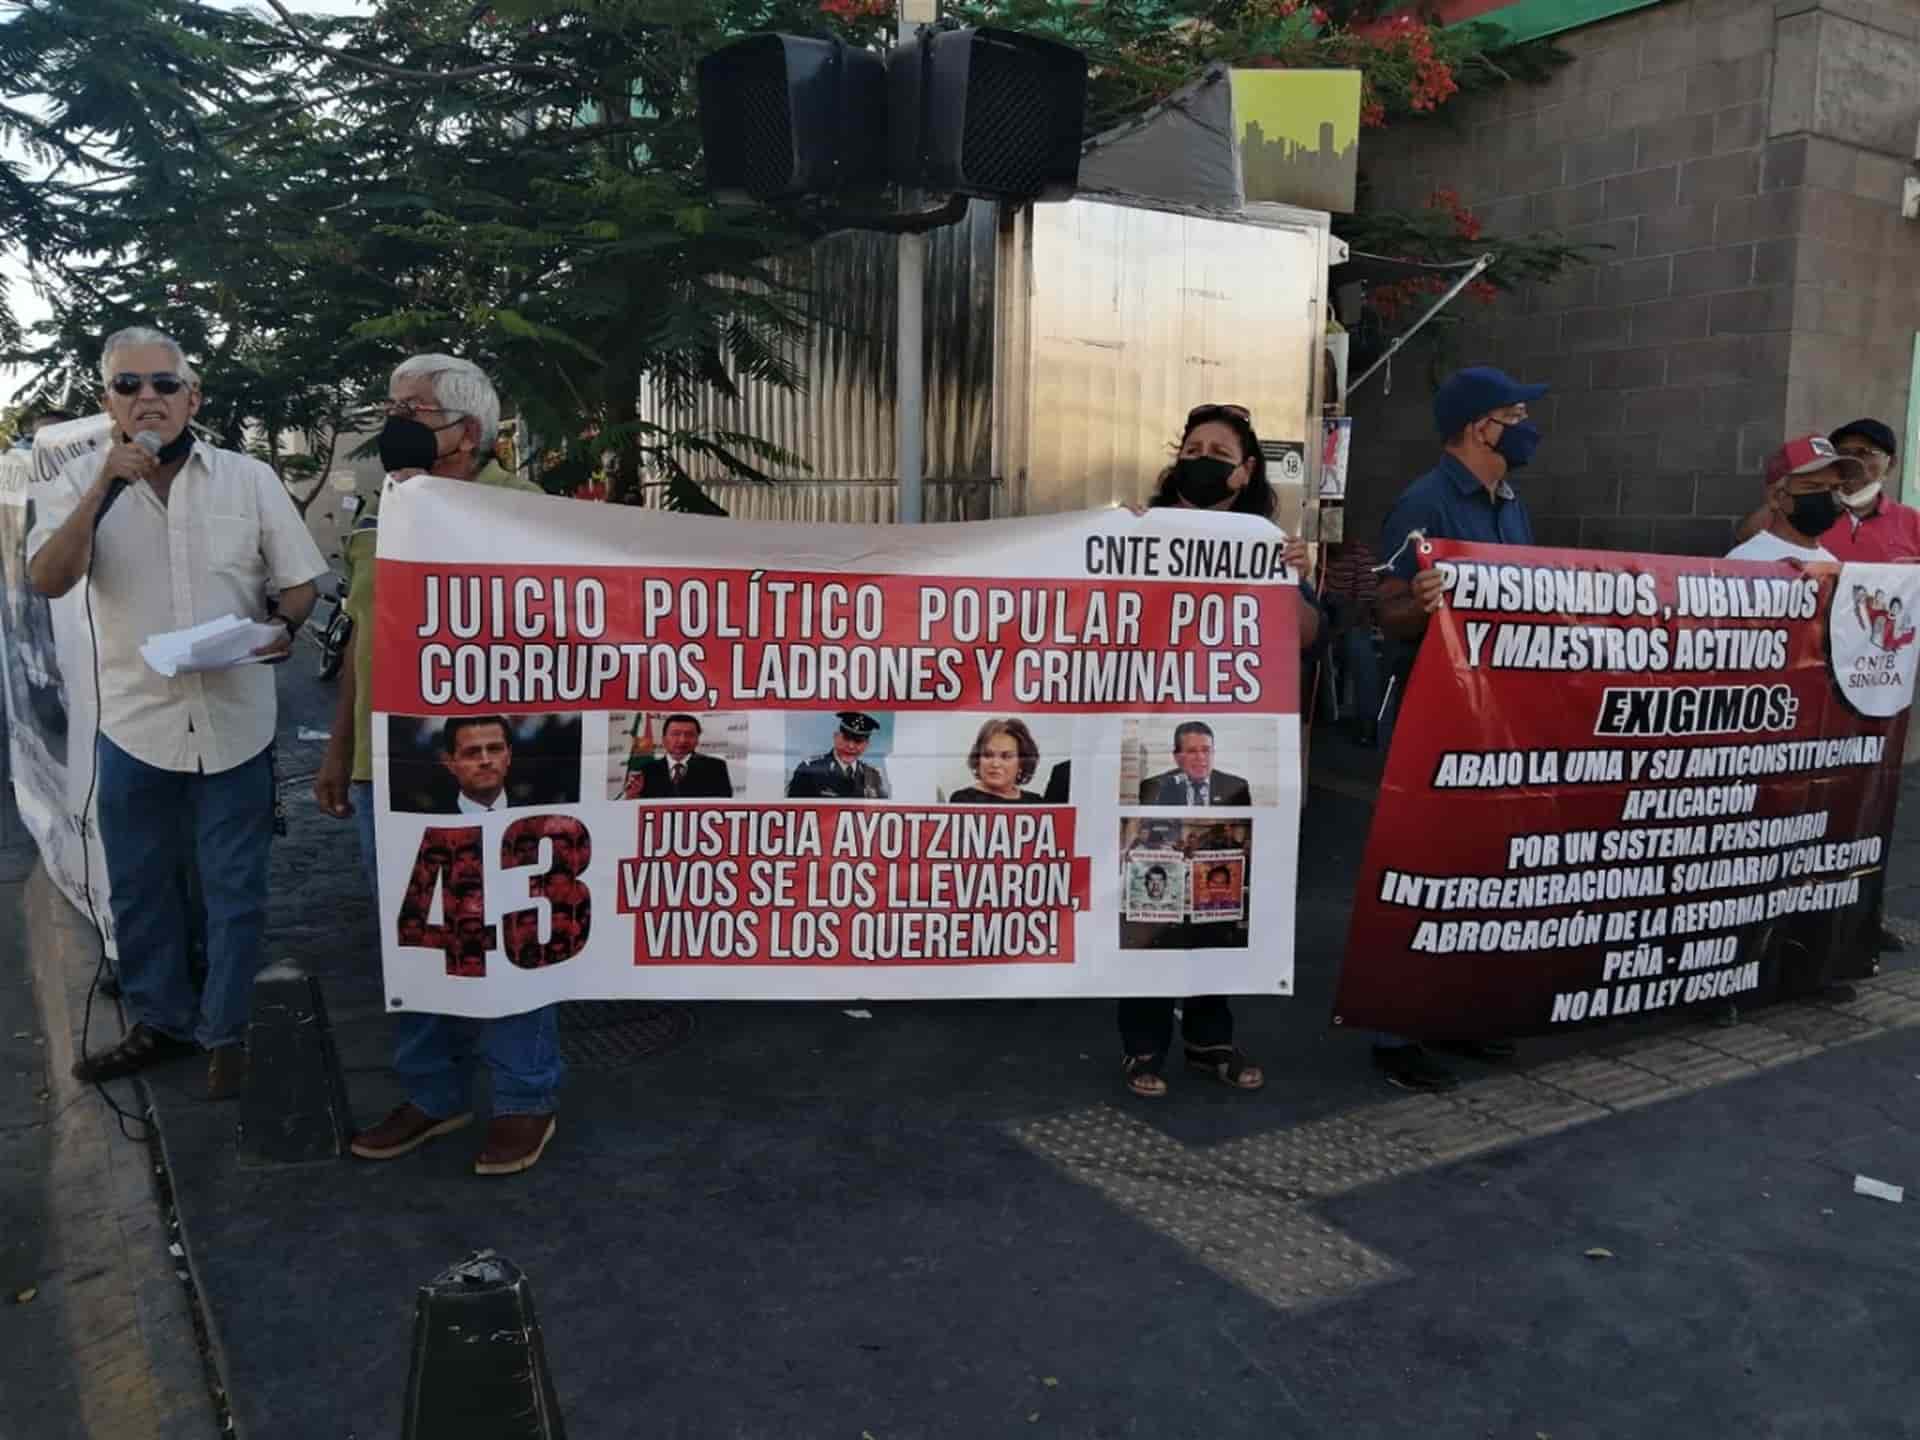 CNTE SINALOA
JUICIO POLÍTICO POPULAR POR
CORRUPTOS, LADRONES Y CRIMINALES
43
¡JUSTICIA AYOTZINAPA.
VIVOS SE LOS LLEVARON,
VIVOS LOS QUEREMOS!
PENSIONADOS, JUBILADOS
Y MAESTROS ACTIVOS
EXIGIMOS:
CNTE
SINALOA
ABAJO LA UMA Y SU ANTICONSTITUCIONAL
APLICACIÓN
POR UN SISTEMA PENSIONARIO
INTERGENERACIONAL SOLIDARIO Y COLECTIVO
ABROGACIÓN DE LA REFORMA EDUCATIVA
PEÑA - AMLO
NO A LA LEY USICAM
18